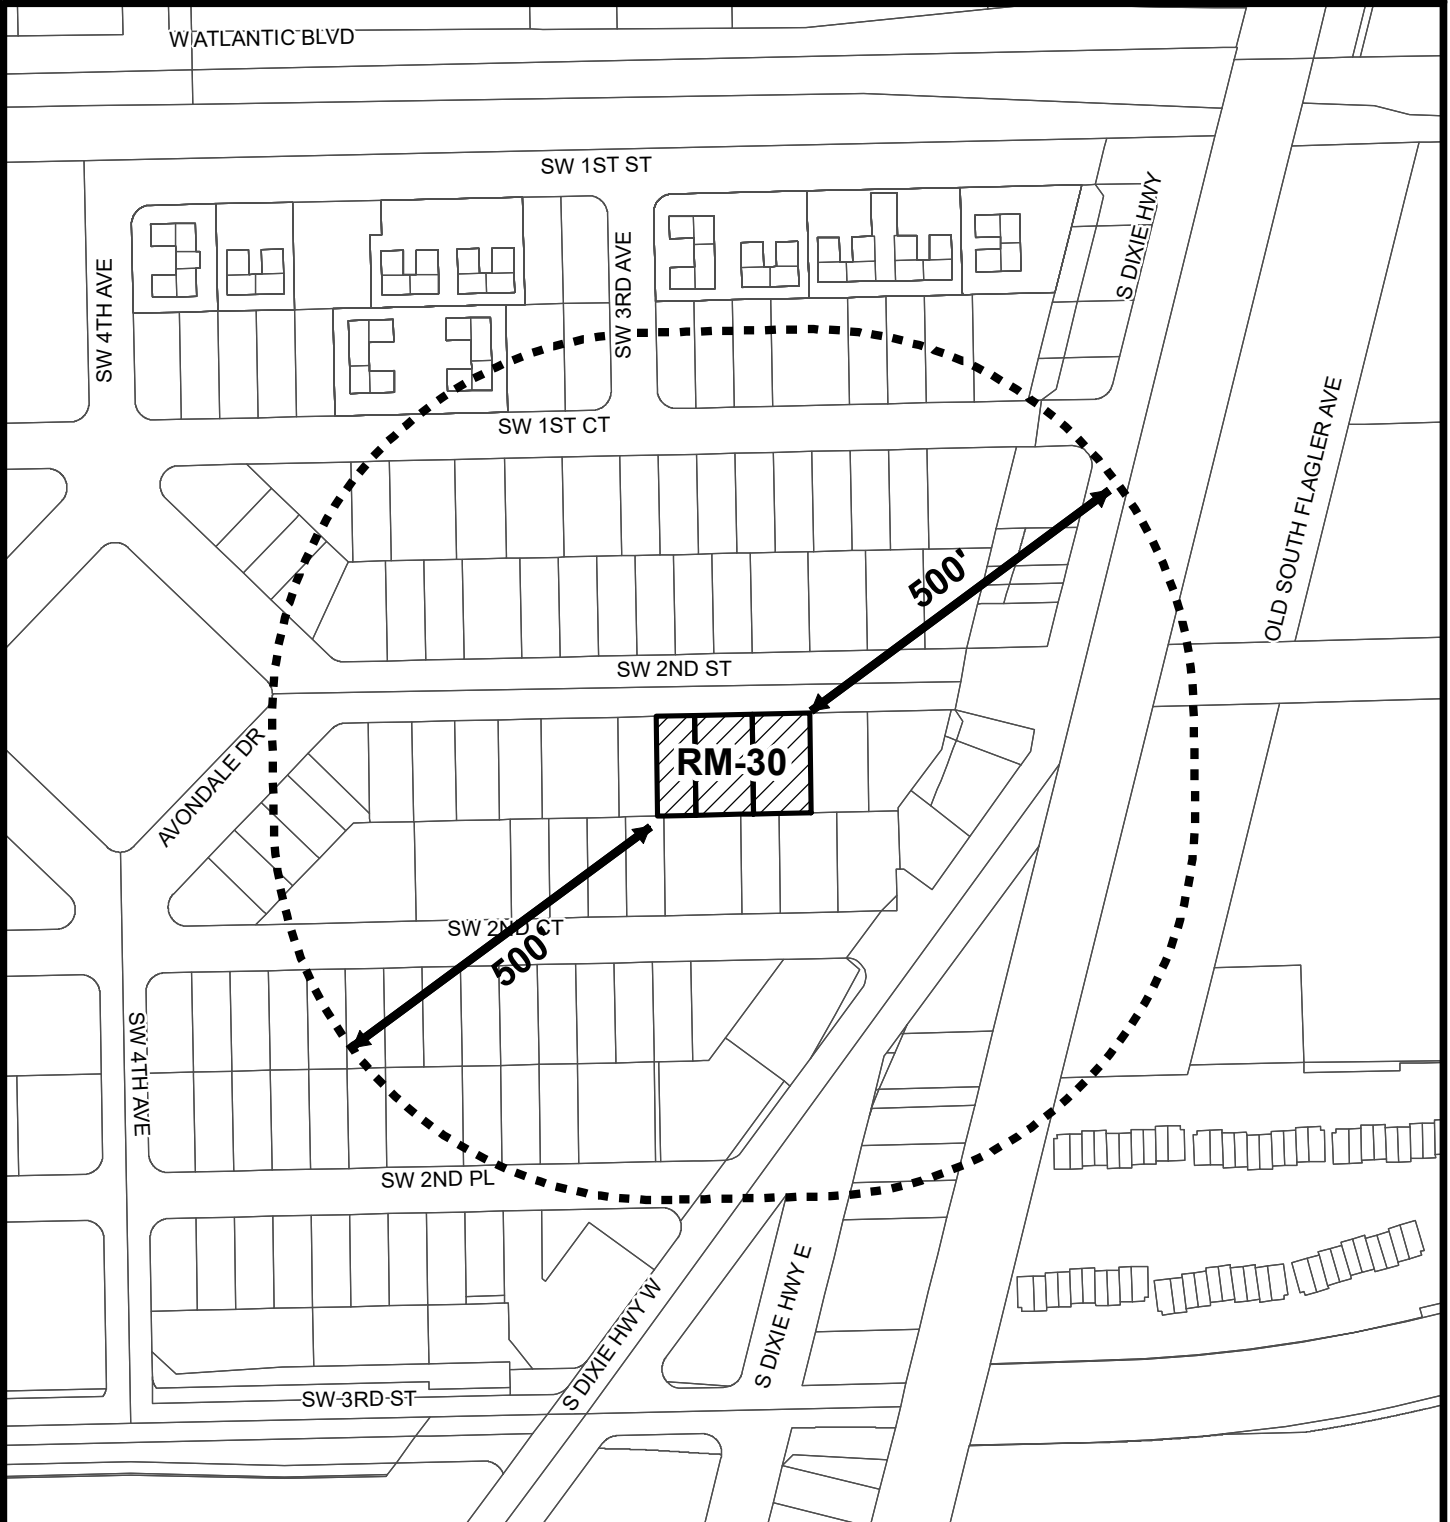 W ATLANTIC BLVD
SW 1ST ST
S DIXIE HWY
SW 4TH AVE
SW 3RD AVE
SW 1ST CT
OLD SOUTH FLAGLER AVE
500'
SW 2ND ST
AVONDALE DR
RM-30
SW 2ND CT
500'
SW 4TH AVE
SW 2ND PL
S DIXIE HWY W
S DIXIE HWY E
SW 3RD ST